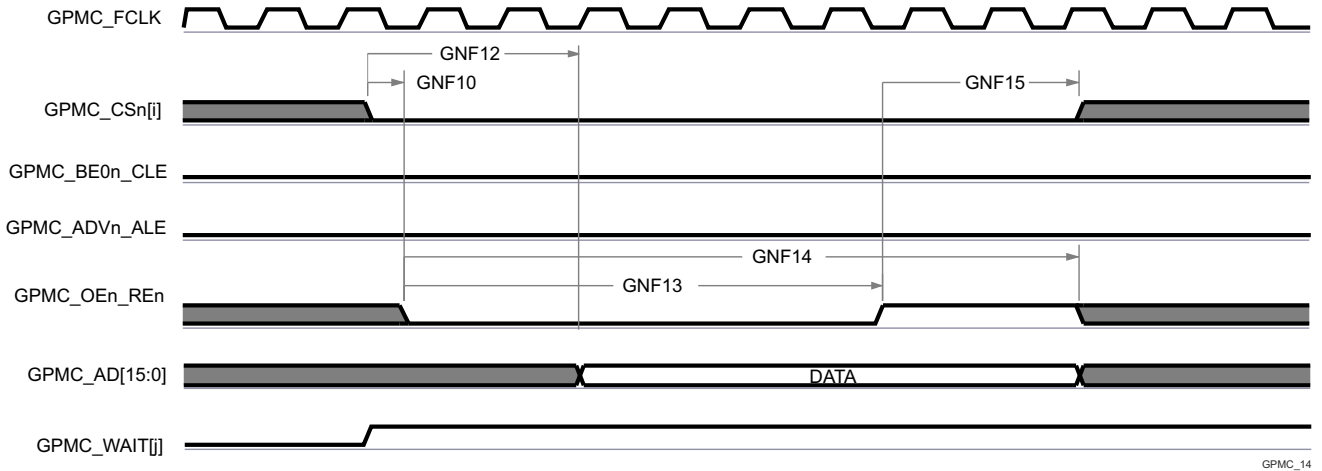 GPMC_FCLK
GNF12
GNF10
GNF15
GPMC_CSn[i]
GPMC_BE0n_CLE
GPMC_ADVn_ALE
GNF14
GNF13
GPMC_OEn_REn
GPMC_AD[15:0]
DATA
GPMC_WAIT[j]
GPMC_14